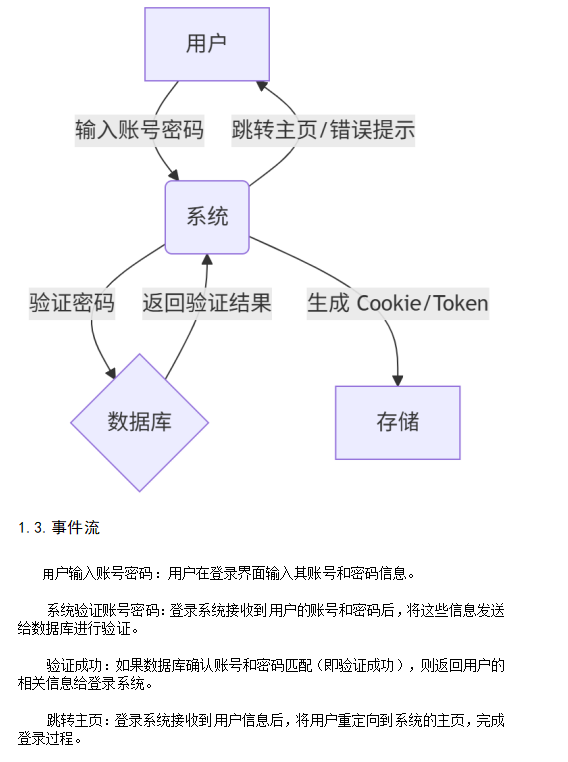 用户
输入账号密码
跳转主页/错误提示
系统
验证密码
返回验证结果
生成 Cookie/Token
数据库
存储
1.3.事件流
用户输入账号密码：用户在登录界面输入其账号和密码信息。
系统验证账号密码：登录系统接收到用户的账号和密码后，将这些信息发送
给数据库进行验证。
验证成功：如果数据库确认账号和密码匹配（即验证成功），则返回用户的
相关信息给登录系统。
跳转主页：登录系统接收到用户信息后，将用户重定向到系统的主页，完成
登录过程。